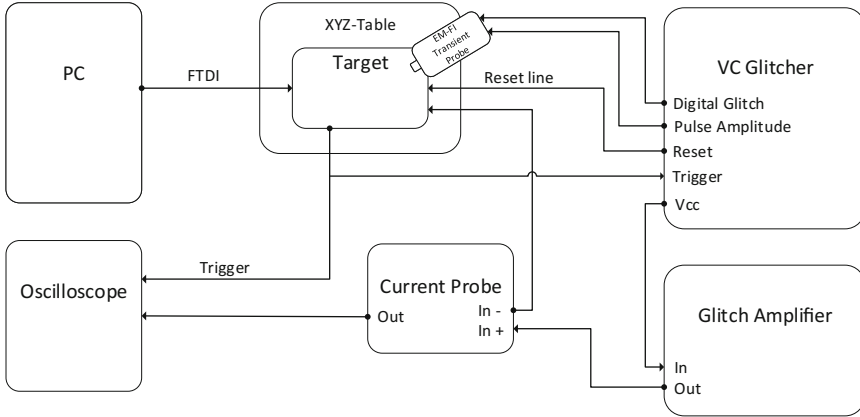 XYZ-Table
EM-FI
Transient
Probe
PC
FTDI
Target
Reset line
VC Glitcher
Digital Glitch
Pulse Amplitude
Reset
Trigger
Vcc
Oscilloscope
Trigger
Current Probe
Out
In -
In +
Glitch Amplifier
In
Out